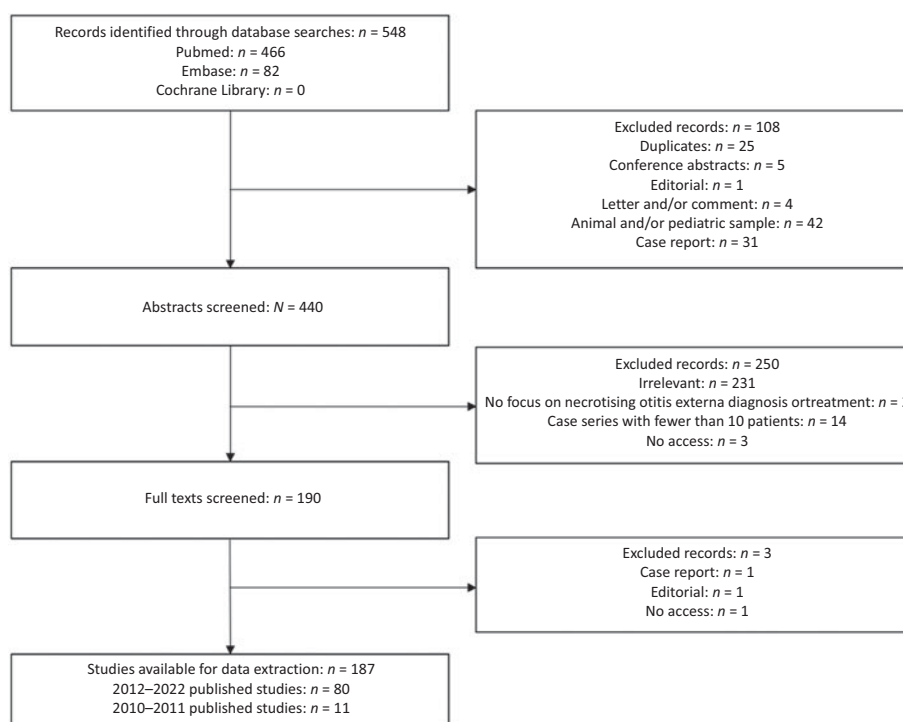 Records identified through database searches: n = 548
Pubmed: n = 466
Embase: n = 82
Cochrane Library: n = 0
Excluded records: n = 108
Duplicates: n = 25
Conference abstracts: n = 5
Editorial: n = 1
Letter and/or comment: n = 4
Animal and/or pediatric sample: n = 42
Case report: n = 31
Abstracts screened: N = 440
Excluded records: n = 250
Irrelevant: n = 231
No focus on necrotising otitis externa diagnosis ortreatment: n =
Case series with fewer than 10 patients: n = 14
No access: n = 3
Full texts screened: n = 190
Excluded records: n = 3
Case report: n = 1
Editorial: n = 1
No access: n = 1
Studies available for data extraction: n = 187
2012–2022 published studies: n = 80
2010–2011 published studies: n = 11